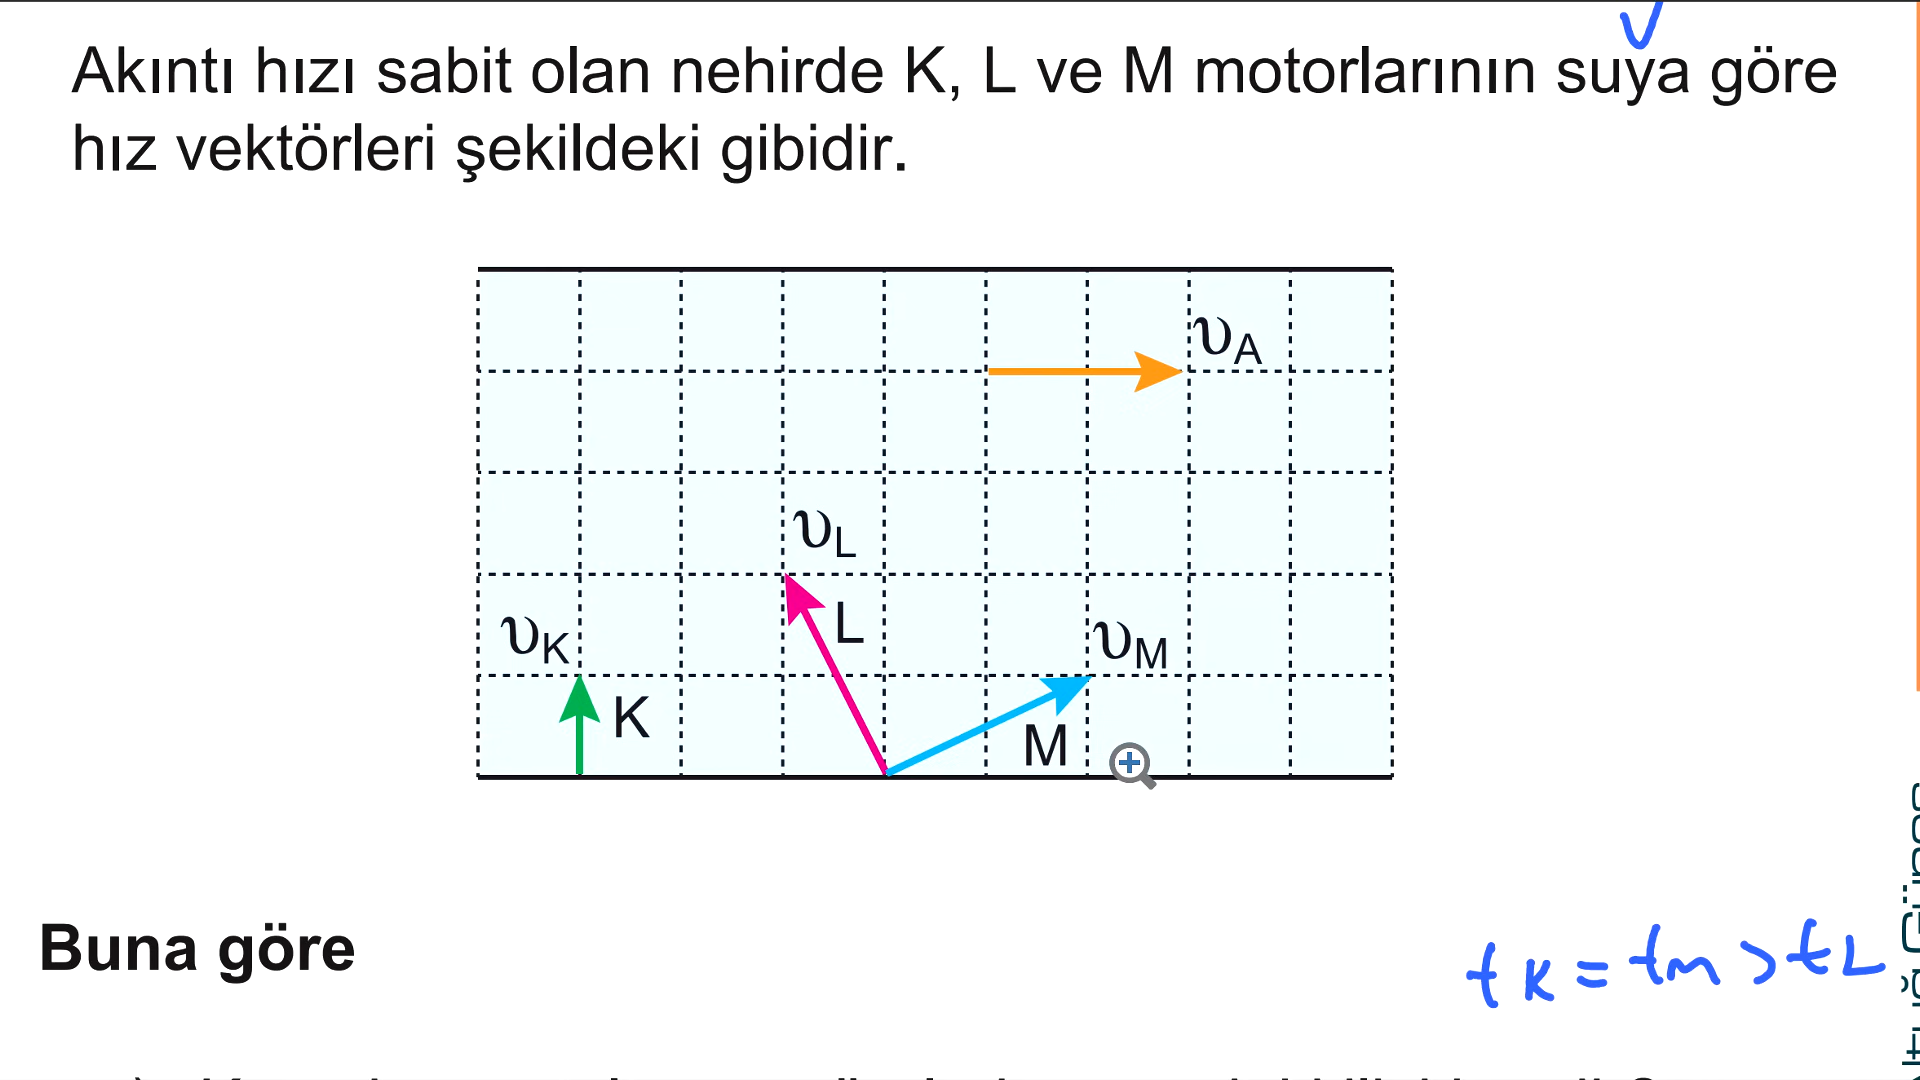 Akıntı hızı sabit olan nehirde K, L ve M motorlarının suya göre
hız vektörleri şekildeki gibidir.
υA
υL
L
υK
K
υM
M
Buna göre
tK = tM > tL